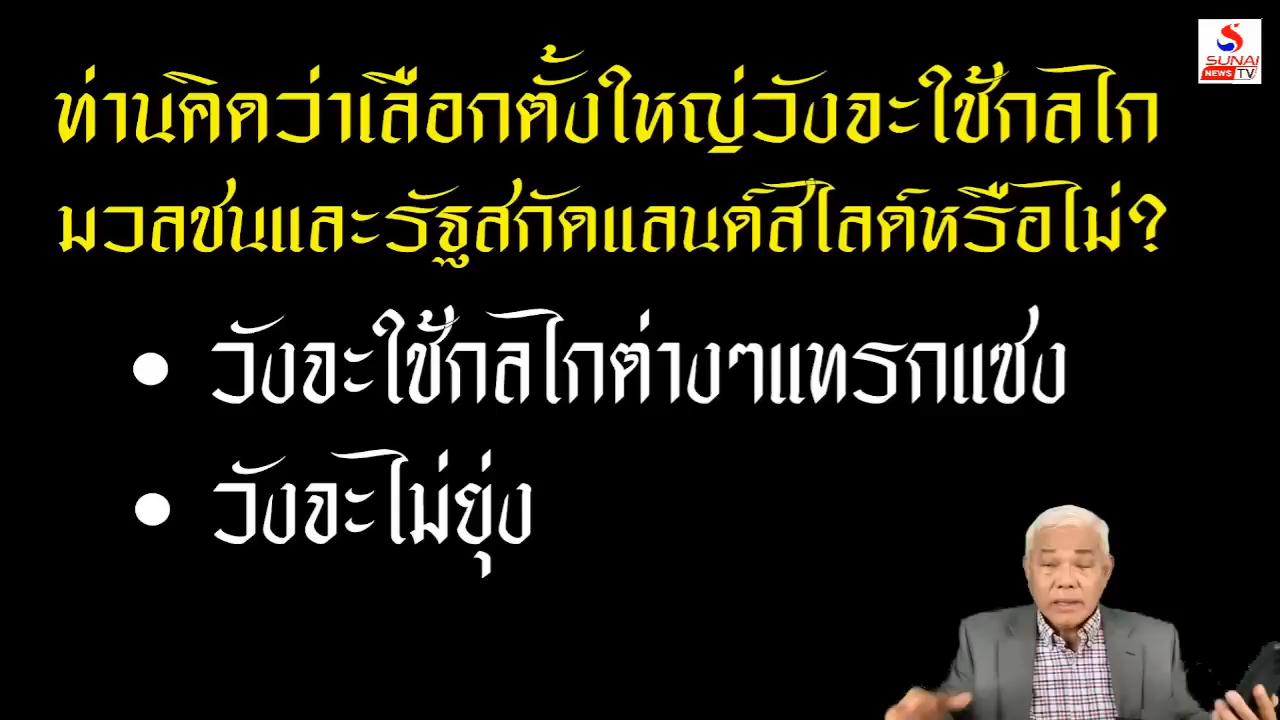 SUNAI
NEWS TV
ท่านคิดว่าเลือกตั้งใหญ่วังจะใช้กลไก
มวลชนและรัฐสกัดแลนด์สไลด์หรือไม่?
• วังจะใช้กลไกต่างๆแทรกแซง
• วังจะไม่ยุ่ง